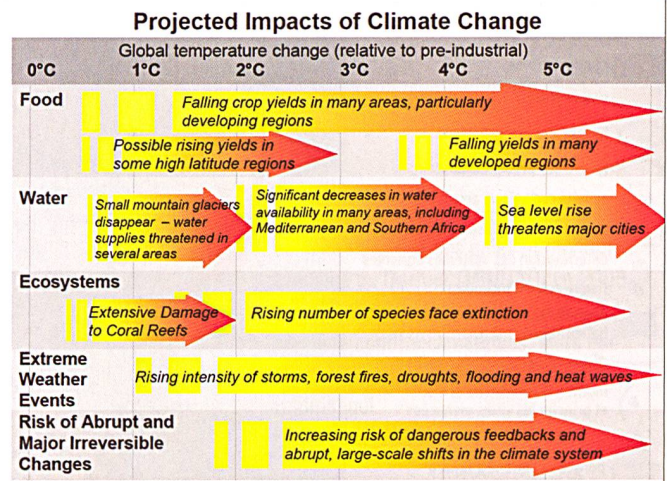 Projected Impacts of Climate Change
Global temperature change (relative to pre-industrial)
0°C 1°C 2°C 3°C 4°C 5°C
Food
Falling crop yields in many areas, particularly
developing regions
Possible rising yields in
some high latitude regions
Falling yields in many
developed regions
Water
Small mountain glaciers
disappear – water
supplies threatened in
several areas
Significant decreases in water
availability in many areas, including
Mediterranean and Southern Africa
Sea level rise
threatens major cities
Ecosystems
Extensive Damage
to Coral Reefs
Rising number of species face extinction
Extreme
Weather
Events
Rising intensity of storms, forest fires, droughts, flooding and heat waves
Risk of Abrupt and
Major Irreversible
Changes
Increasing risk of dangerous feedbacks and
abrupt, large-scale shifts in the climate system